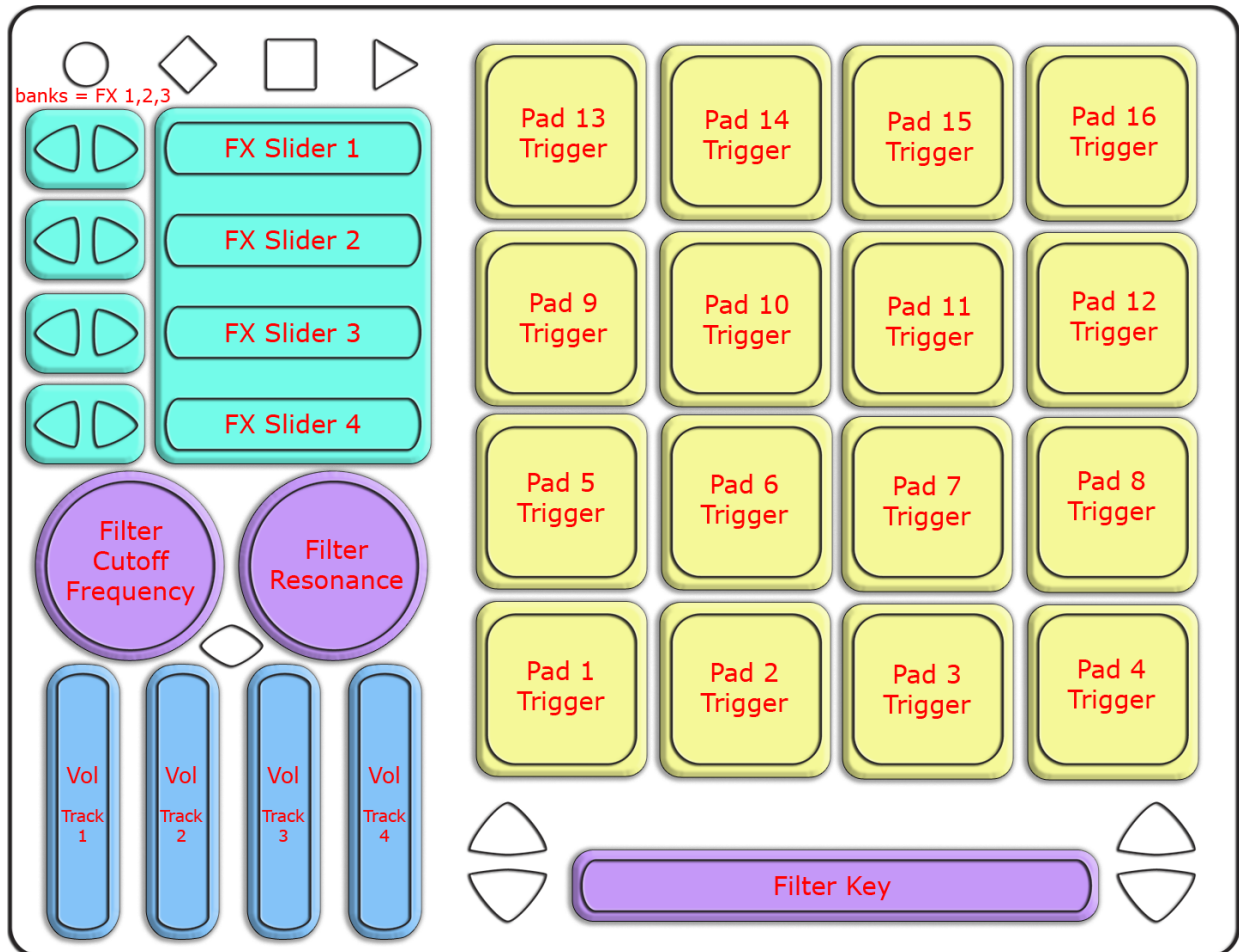 banks = FX 1,2,3
FX Slider 1
FX Slider 2
FX Slider 3
FX Slider 4
Filter
Cutoff
Frequency
Filter
Resonance
Vol
Track
1
Vol
Track
2
Vol
Track
3
Vol
Track
4
Pad 13
Trigger
Pad 14
Trigger
Pad 15
Trigger
Pad 16
Trigger
Pad 9
Trigger
Pad 10
Trigger
Pad 11
Trigger
Pad 12
Trigger
Pad 5
Trigger
Pad 6
Trigger
Pad 7
Trigger
Pad 8
Trigger
Pad 1
Trigger
Pad 2
Trigger
Pad 3
Trigger
Pad 4
Trigger
Filter Key